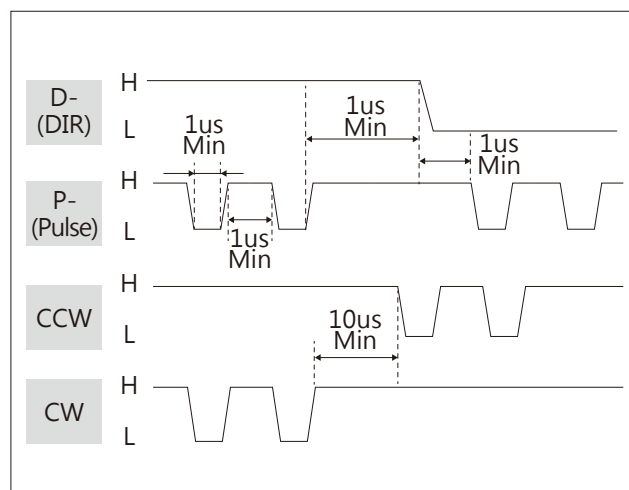 H
D-
(DIR)
L
1us
Min
1us
Min
1us
Min
H
P-
(Pulse)
L
1us
Min
H
CCW
L
10us
Min
H
CW
L